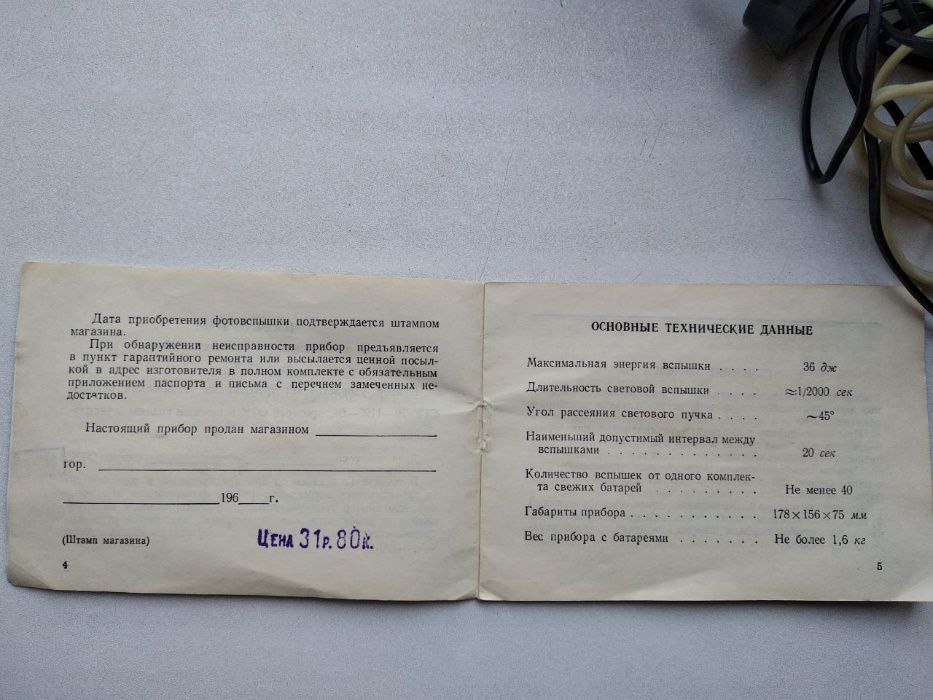 Дата приобретения фотовспышки подтверждается штампом
магазина.
При обнаружении неисправности прибор предъявляется
в пункт гарантийного ремонта или высылается ценной посыл-
кой в адрес изготовителя в полном комплекте с обязательным
приложением паспорта и письма с перечнем замеченных не-
достатков.
Настоящий прибор продан магазином
гор.
196 г.
(Штамп магазина)
ЦЕНА 31р. 80к.
4
ОСНОВНЫЕ ТЕХНИЧЕСКИЕ ДАННЫЕ
Максимальная энергия вспышки . . . . 36 дж
Длительность световой вспышки . . . . ≈1/2000 сек
Угол рассеяния светового пучка . . . . ~45°
Наименьший допустимый интервал между
вспышками . . . . . . . . . . . . . 20 сек
Количество вспышек от одного комплек-
та свежих батарей . . . . . . . . . Не менее 40
Габариты прибора . . . . . . . . . . . 178×156×75 мм
Вес прибора с батареями . . . . . . . Не более 1,6 кг
5